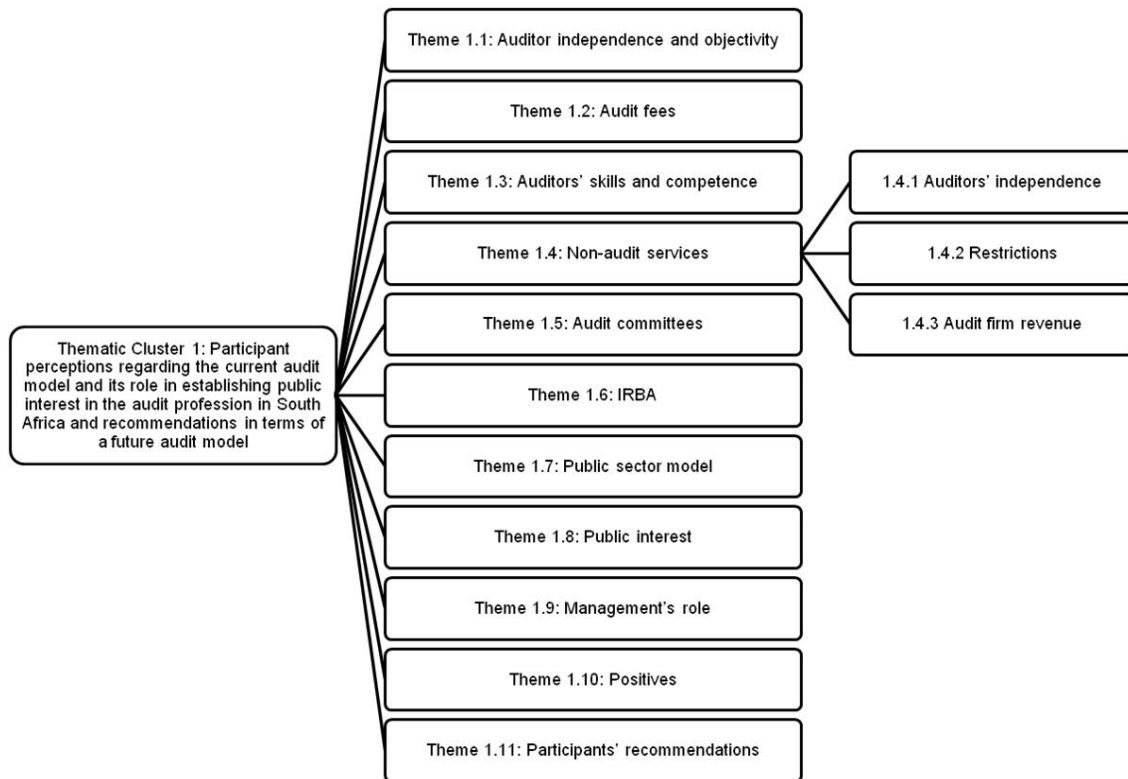 Theme 1.1: Auditor independence and objectivity
Theme 1.2: Audit fees
Theme 1.3: Auditors' skills and competence
1.4.1 Auditors' independence
Theme 1.4: Non-audit services
1.4.2 Restrictions
Theme 1.5: Audit committees
1.4.3 Audit firm revenue
Thematic Cluster 1: Participant
perceptions regarding the current audit
model and its role in establishing public
interest in the audit profession in South
Africa and recommendations in terms of
a future audit model
Theme 1.6: IRBA
Theme 1.7: Public sector model
Theme 1.8: Public interest
Theme 1.9: Management's role
Theme 1.10: Positives
Theme 1.11: Participants' recommendations